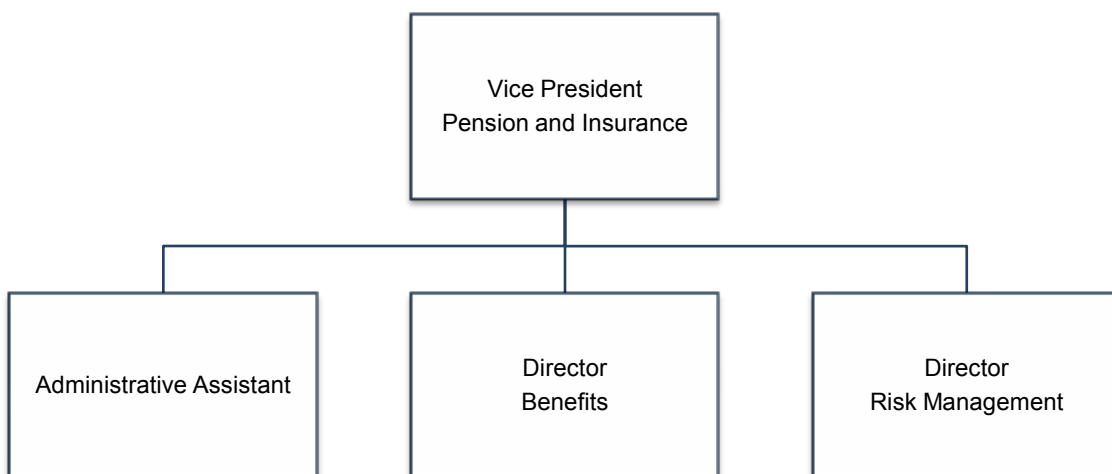 Vice President
Pension and Insurance
Administrative Assistant
Director
Benefits
Director
Risk Management